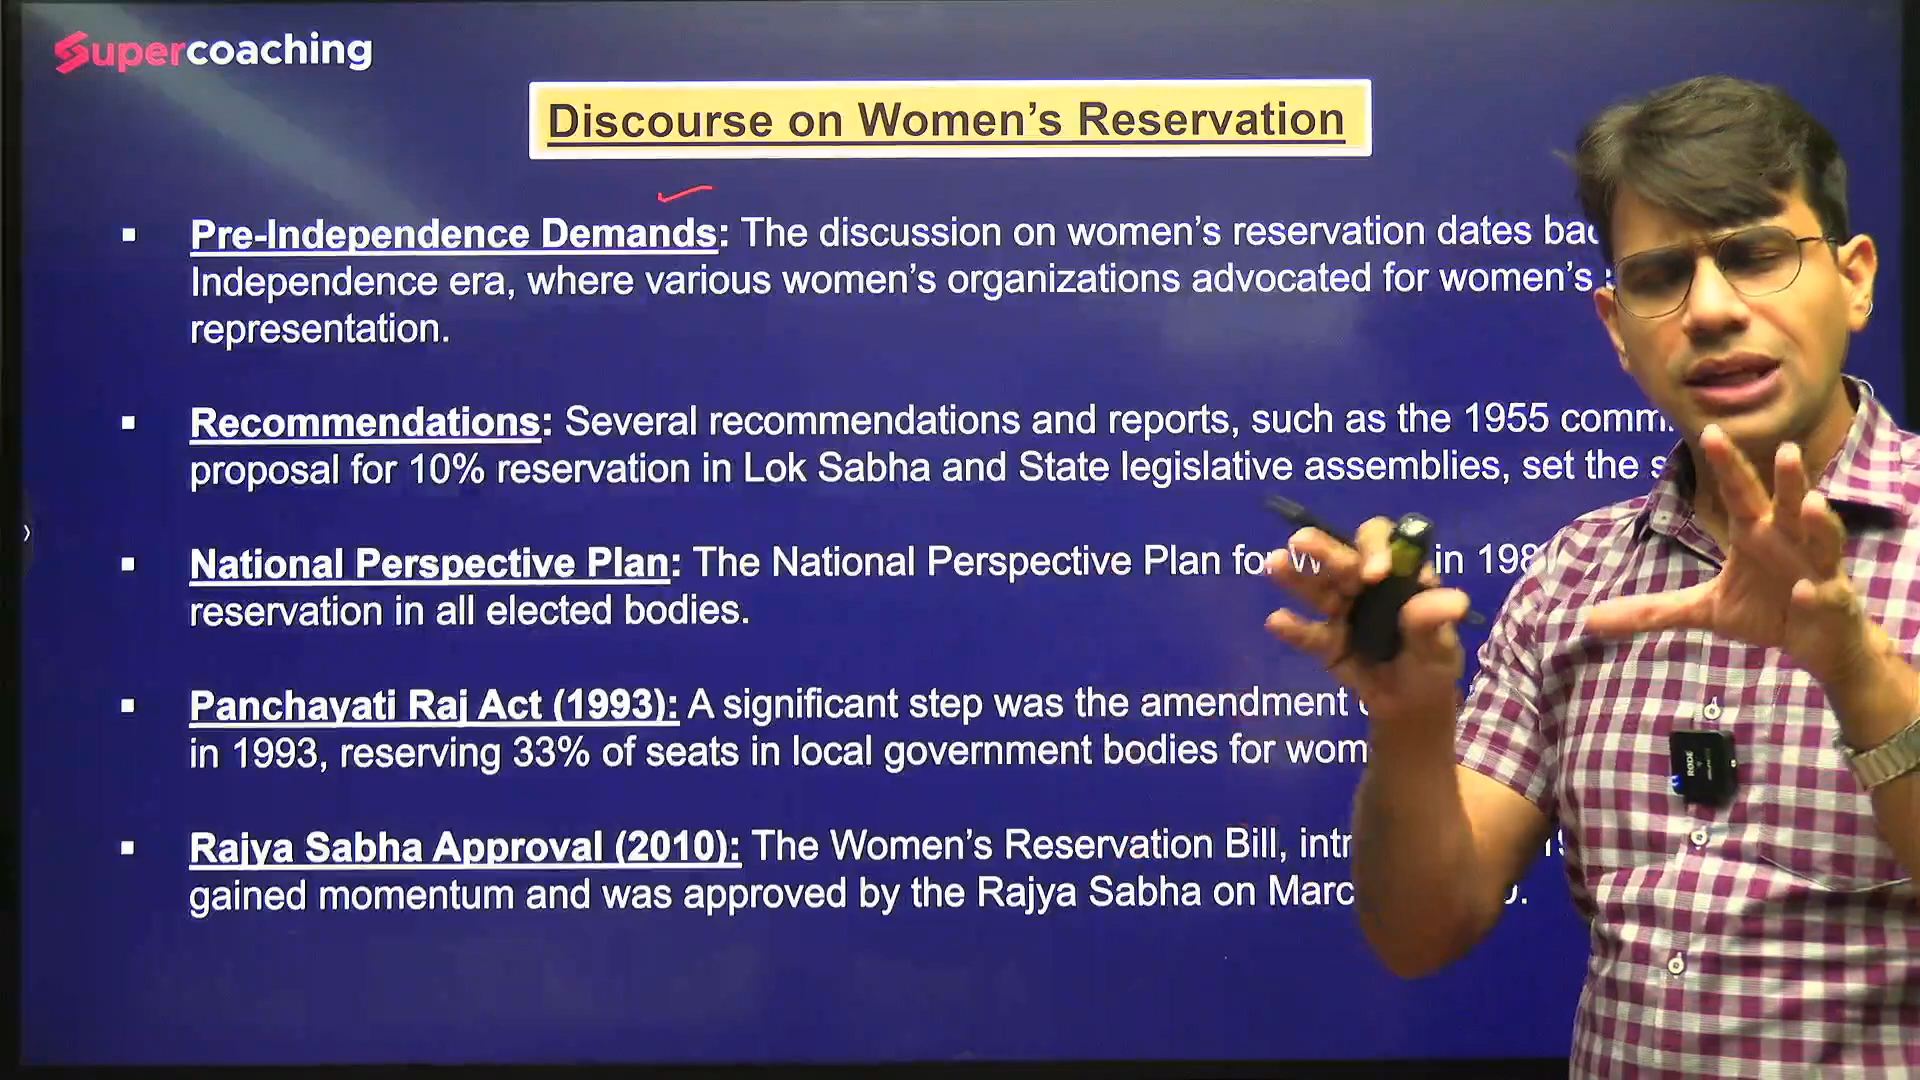 Supercoaching
Discourse on Women's Reservation
▪ Pre-Independence Demands: The discussion on women's reservation dates
Independence era, where various women's organizations advocated for women's
representation.
▪ Recommendations: Several recommendations and reports, such as the 1955
proposal for 10% reservation in Lok Sabha and State legislative assemblies, set the
▪ National Perspective Plan: The National Perspective Plan for in
reservation in all elected bodies.
▪ Panchayati Raj Act (1993): A significant step was the amendment
in 1993, reserving 33% of seats in local government bodies for
▪ Rajya Sabha Approval (2010): The Women's Reservation Bill,
gained momentum and was approved by the Rajya Sabha on
RODE